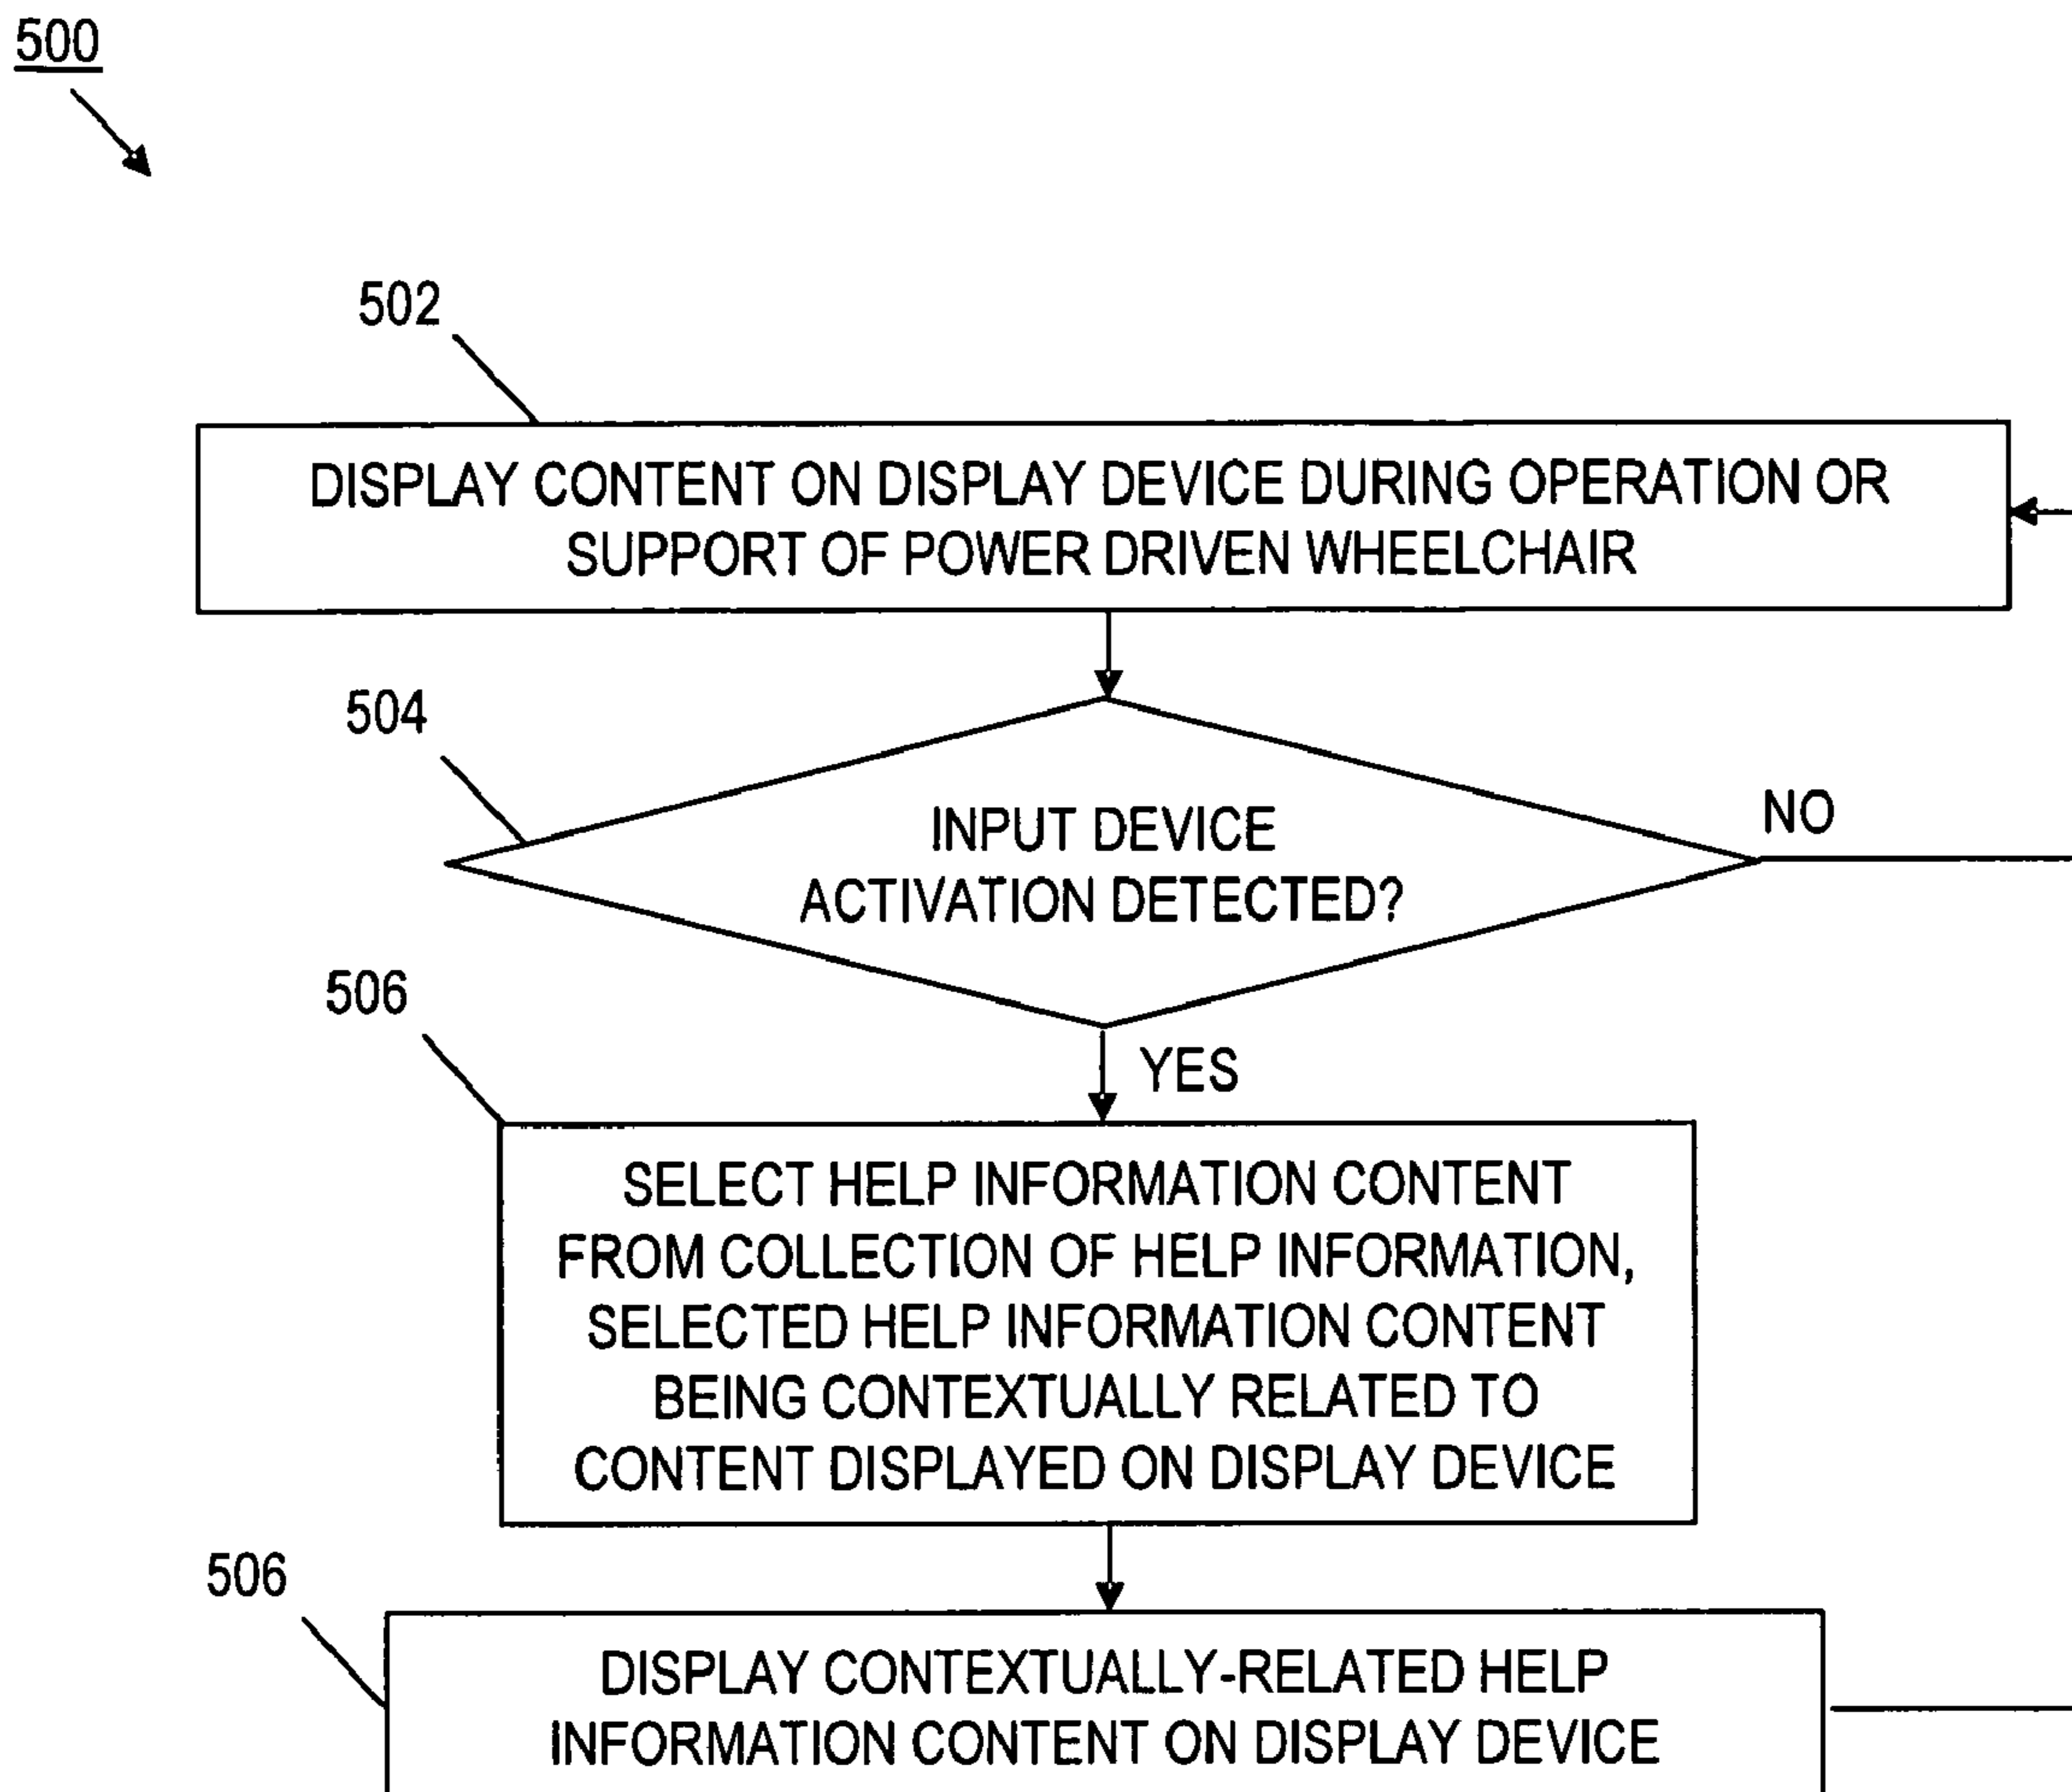 500
502
DISPLAY CONTENT ON DISPLAY DEVICE DURING OPERATION OR
SUPPORT OF POWER DRIVEN WHEELCHAIR
504
INPUT DEVICE
ACTIVATION DETECTED?
NO
506
YES
SELECT HELP INFORMATION CONTENT
FROM COLLECTION OF HELP INFORMATION,
SELECTED HELP INFORMATION CONTENT
BEING CONTEXTUALLY RELATED TO
CONTENT DISPLAYED ON DISPLAY DEVICE
506
DISPLAY CONTEXTUALLY-RELATED HELP
INFORMATION CONTENT ON DISPLAY DEVICE